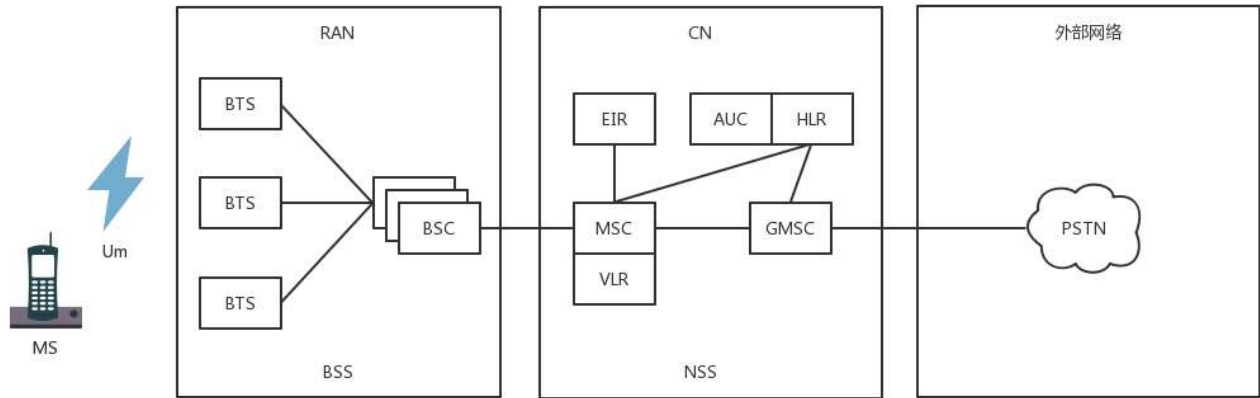 RAN
CN
外部网络
BTS
EIR
AUC
HLR
BTS
BSC
MSC
GMSC
PSTN
Um
VLR
BTS
MS
BSS
NSS